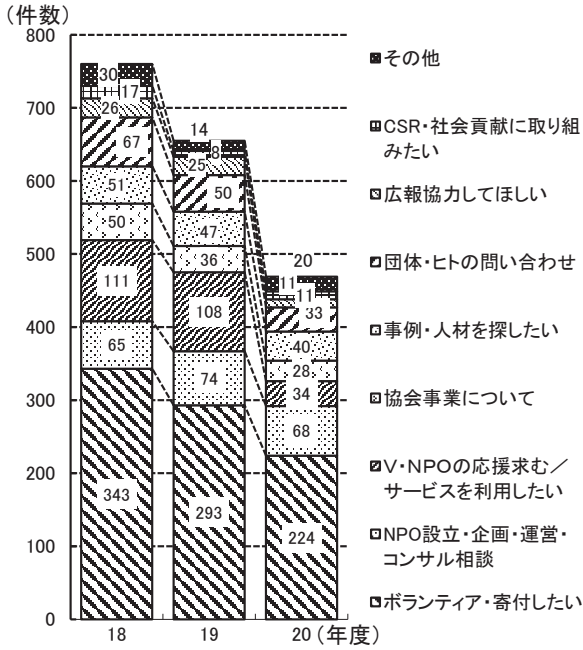 （件数）
800
700
600
500
400
300
200
100
0
30
17
26
67
51
50
111
65
343
14
8
25
50
47
36
108
74
293
20
11
11
33
40
28
34
68
224
18
19
20
（年度）
その他
CSR・社会貢献に取り組
みたい
広報協力してほしい
団体・ヒトの問い合わせ
事例・人材を探したい
協会事業について
V・NPOの応援求む／
サービスを利用したい
NPO設立・企画・運営・
コンサル相談
ボランティア・寄付したい